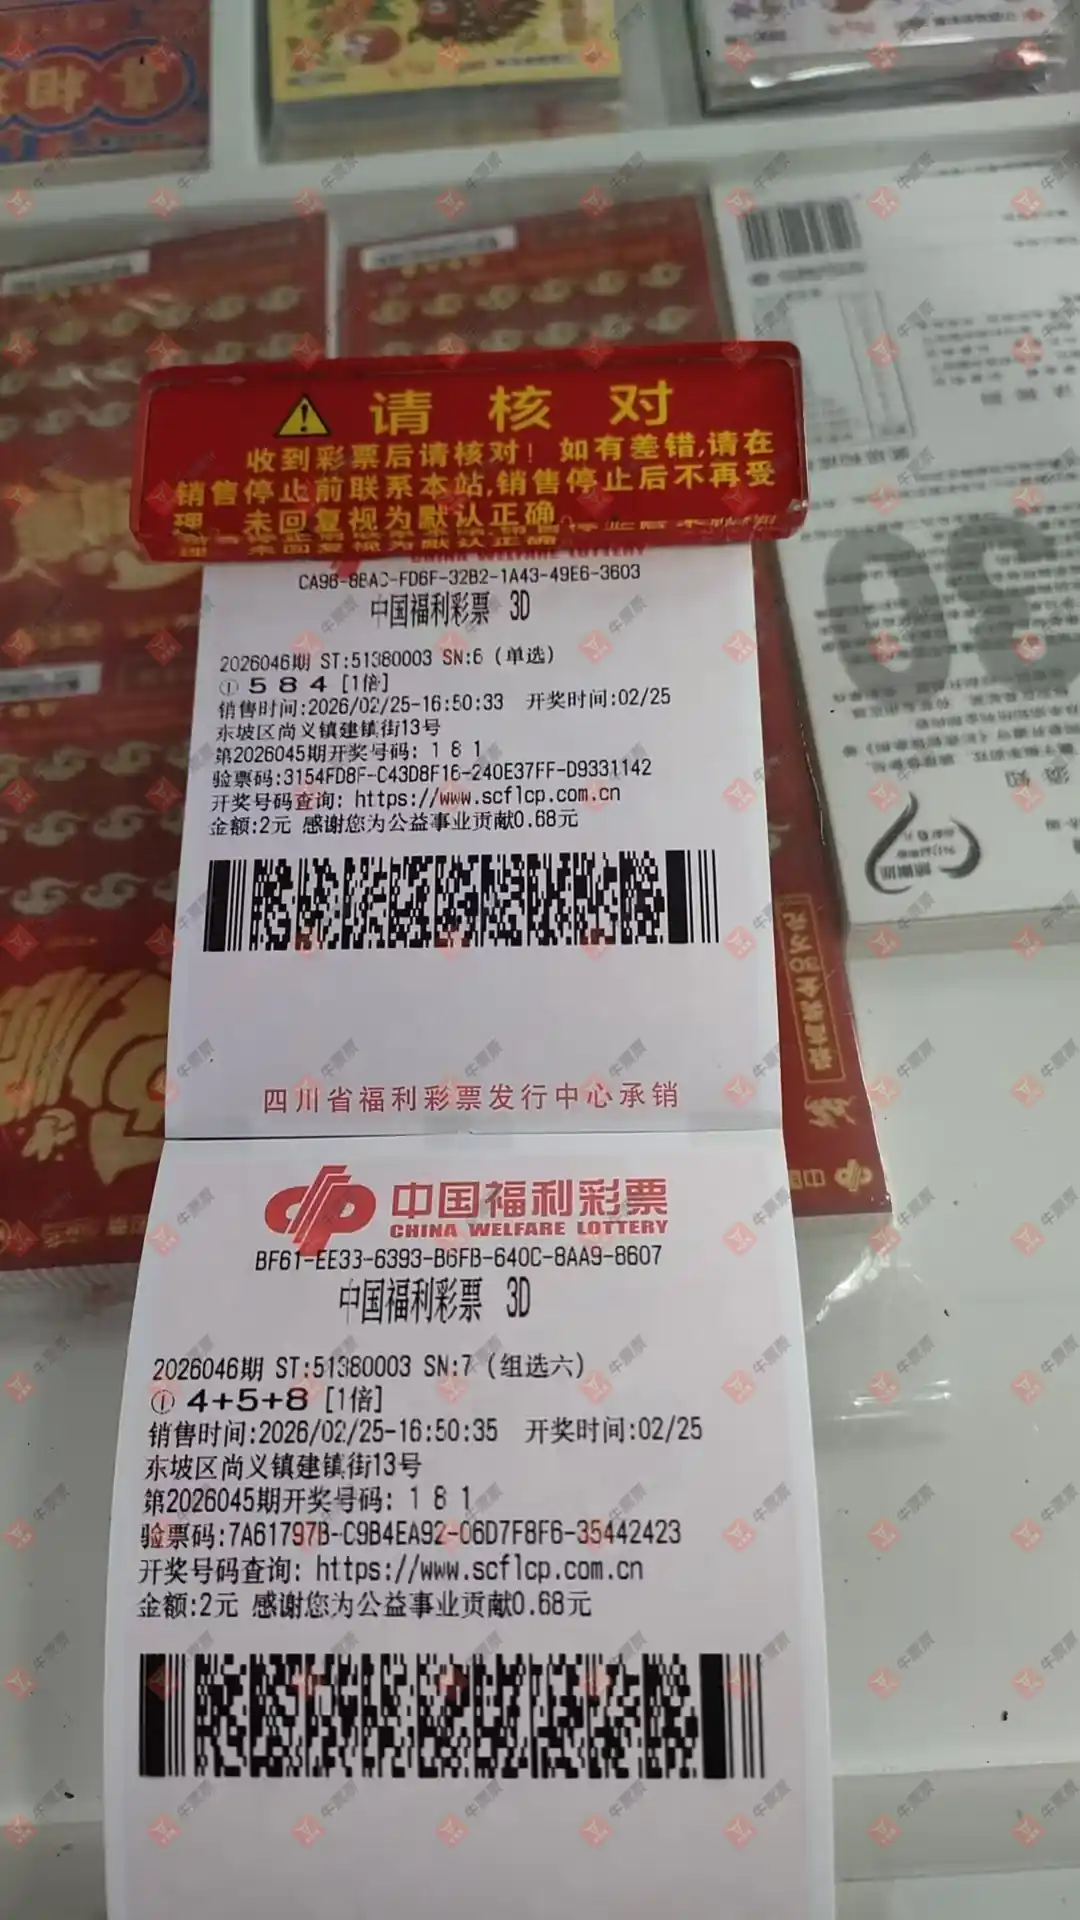 请核对
收到彩票后请核对！如有差错,请在
销售停止前联系本站,销售停止后不再受
理 未回复视为默认正确
CA96-8BAC-FD6F-32B2-1A43-49E6-3603
中国福利彩票 3D
2026046期 ST:51380003 SN:6 (单选)
① 5 8 4 [1倍]
销售时间:2026/02/25-16:50:33 开奖时间:02/25
东坡区尚义镇建镇街13号
第2026045期开奖号码: 1 8 1
验票码:3154FD8F-C43D8F16-240E37FF-D9331142
开奖号码查询: https://www.scflcp.com.cn
金额:2元 感谢您为公益事业贡献0.68元
四川省福利彩票发行中心承销
中国福利彩票
CHINA WELFARE LOTTERY
BF61-EE33-6393-B6FB-640C-8AA9-8607
中国福利彩票 3D
2026046期 ST:51380003 SN:7 (组选六)
① 4+5+8 [1倍]
销售时间:2026/02/25-16:50:35 开奖时间:02/25
东坡区尚义镇建镇街13号
第2026045期开奖号码: 1 8 1
验票码:7A61797B-C9B4EA92-06D7F8F6-35442423
开奖号码查询: https://www.scflcp.com.cn
金额:2元 感谢您为公益事业贡献0.68元
最高奖金30万元
牛票票